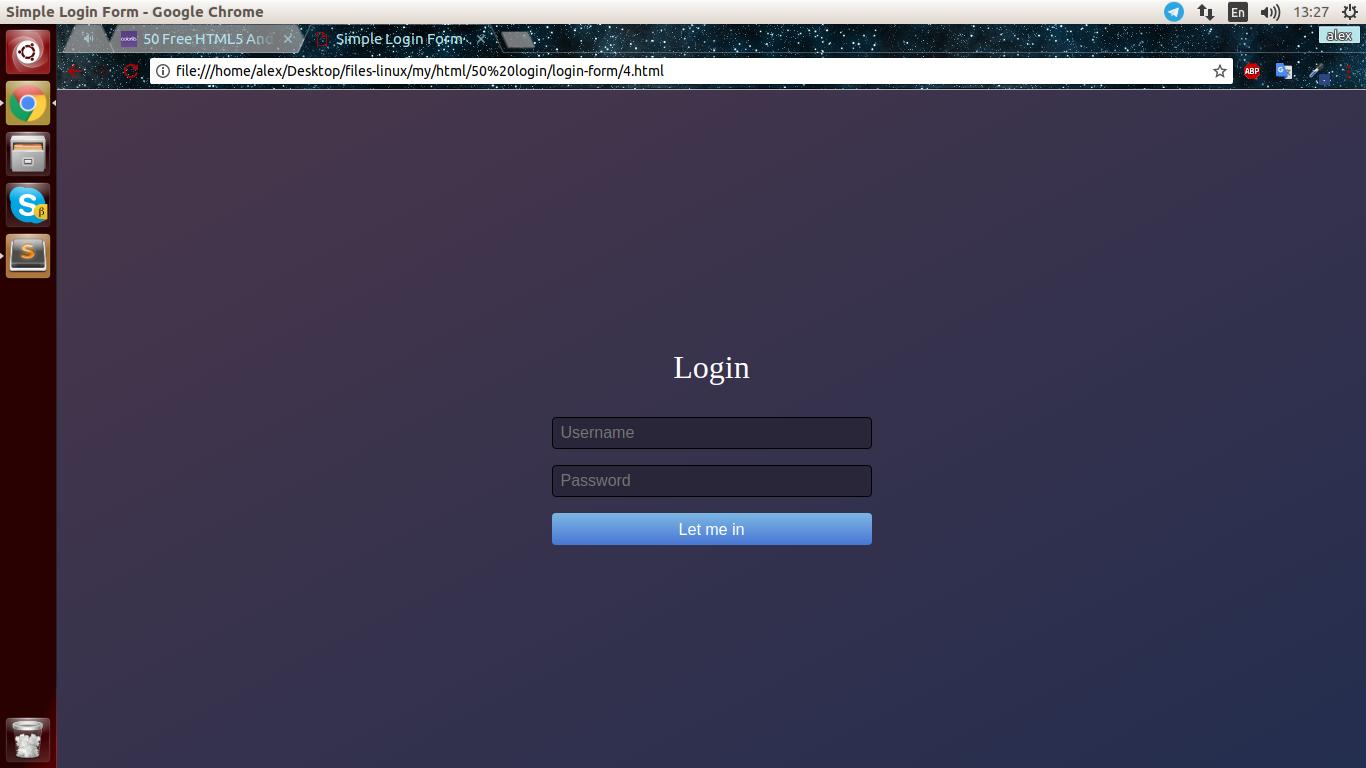 Simple Login Form - Google Chrome
En
13:27
50 Free HTML5 And
Simple Login Form
alex
file:///home/alex/Desktop/files-linux/my/html/50%20login/login-form/4.html
ABP
Login
Username
Password
Let me in